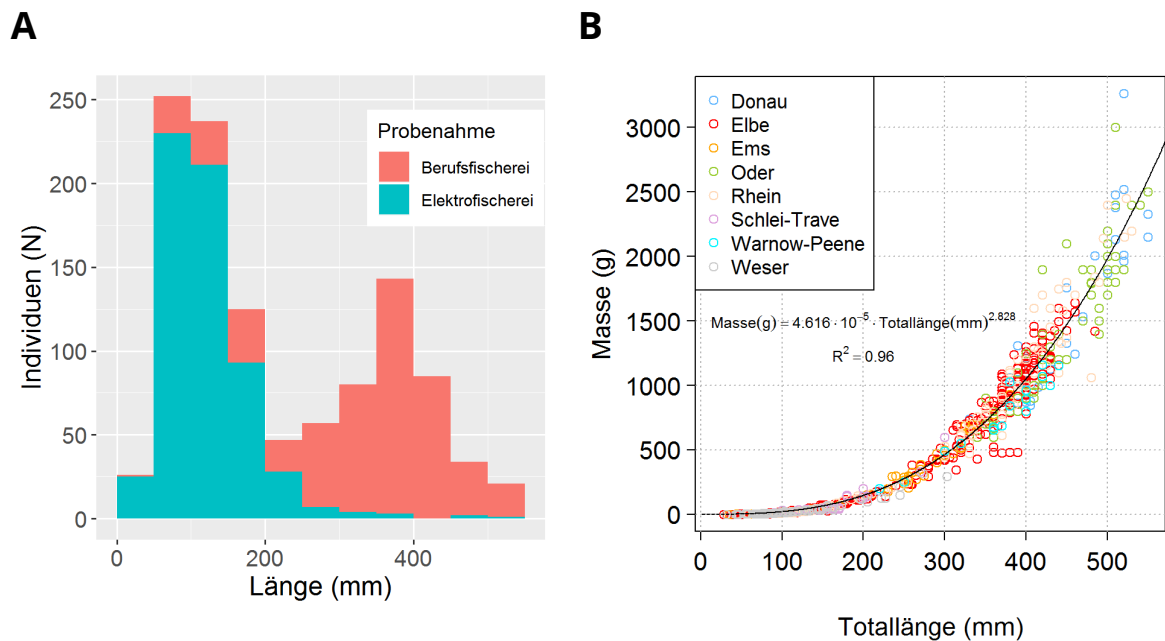 A
Individuen (N)
250
200
150
100
50
0
Probenahme
Berufsfischerei
Elektrofischerei
0 200 400
Länge (mm)
B
Masse (g)
3000
2500
2000
1500
1000
500
0
Donau
Elbe
Ems
Oder
Rhein
Schlei-Trave
Warnow-Peene
Weser
Masse(g) = 4.616 · 10⁻⁵ · Totallänge(mm)²·⁸²⁸
R² = 0.96
0 100 200 300 400 500
Totallänge (mm)